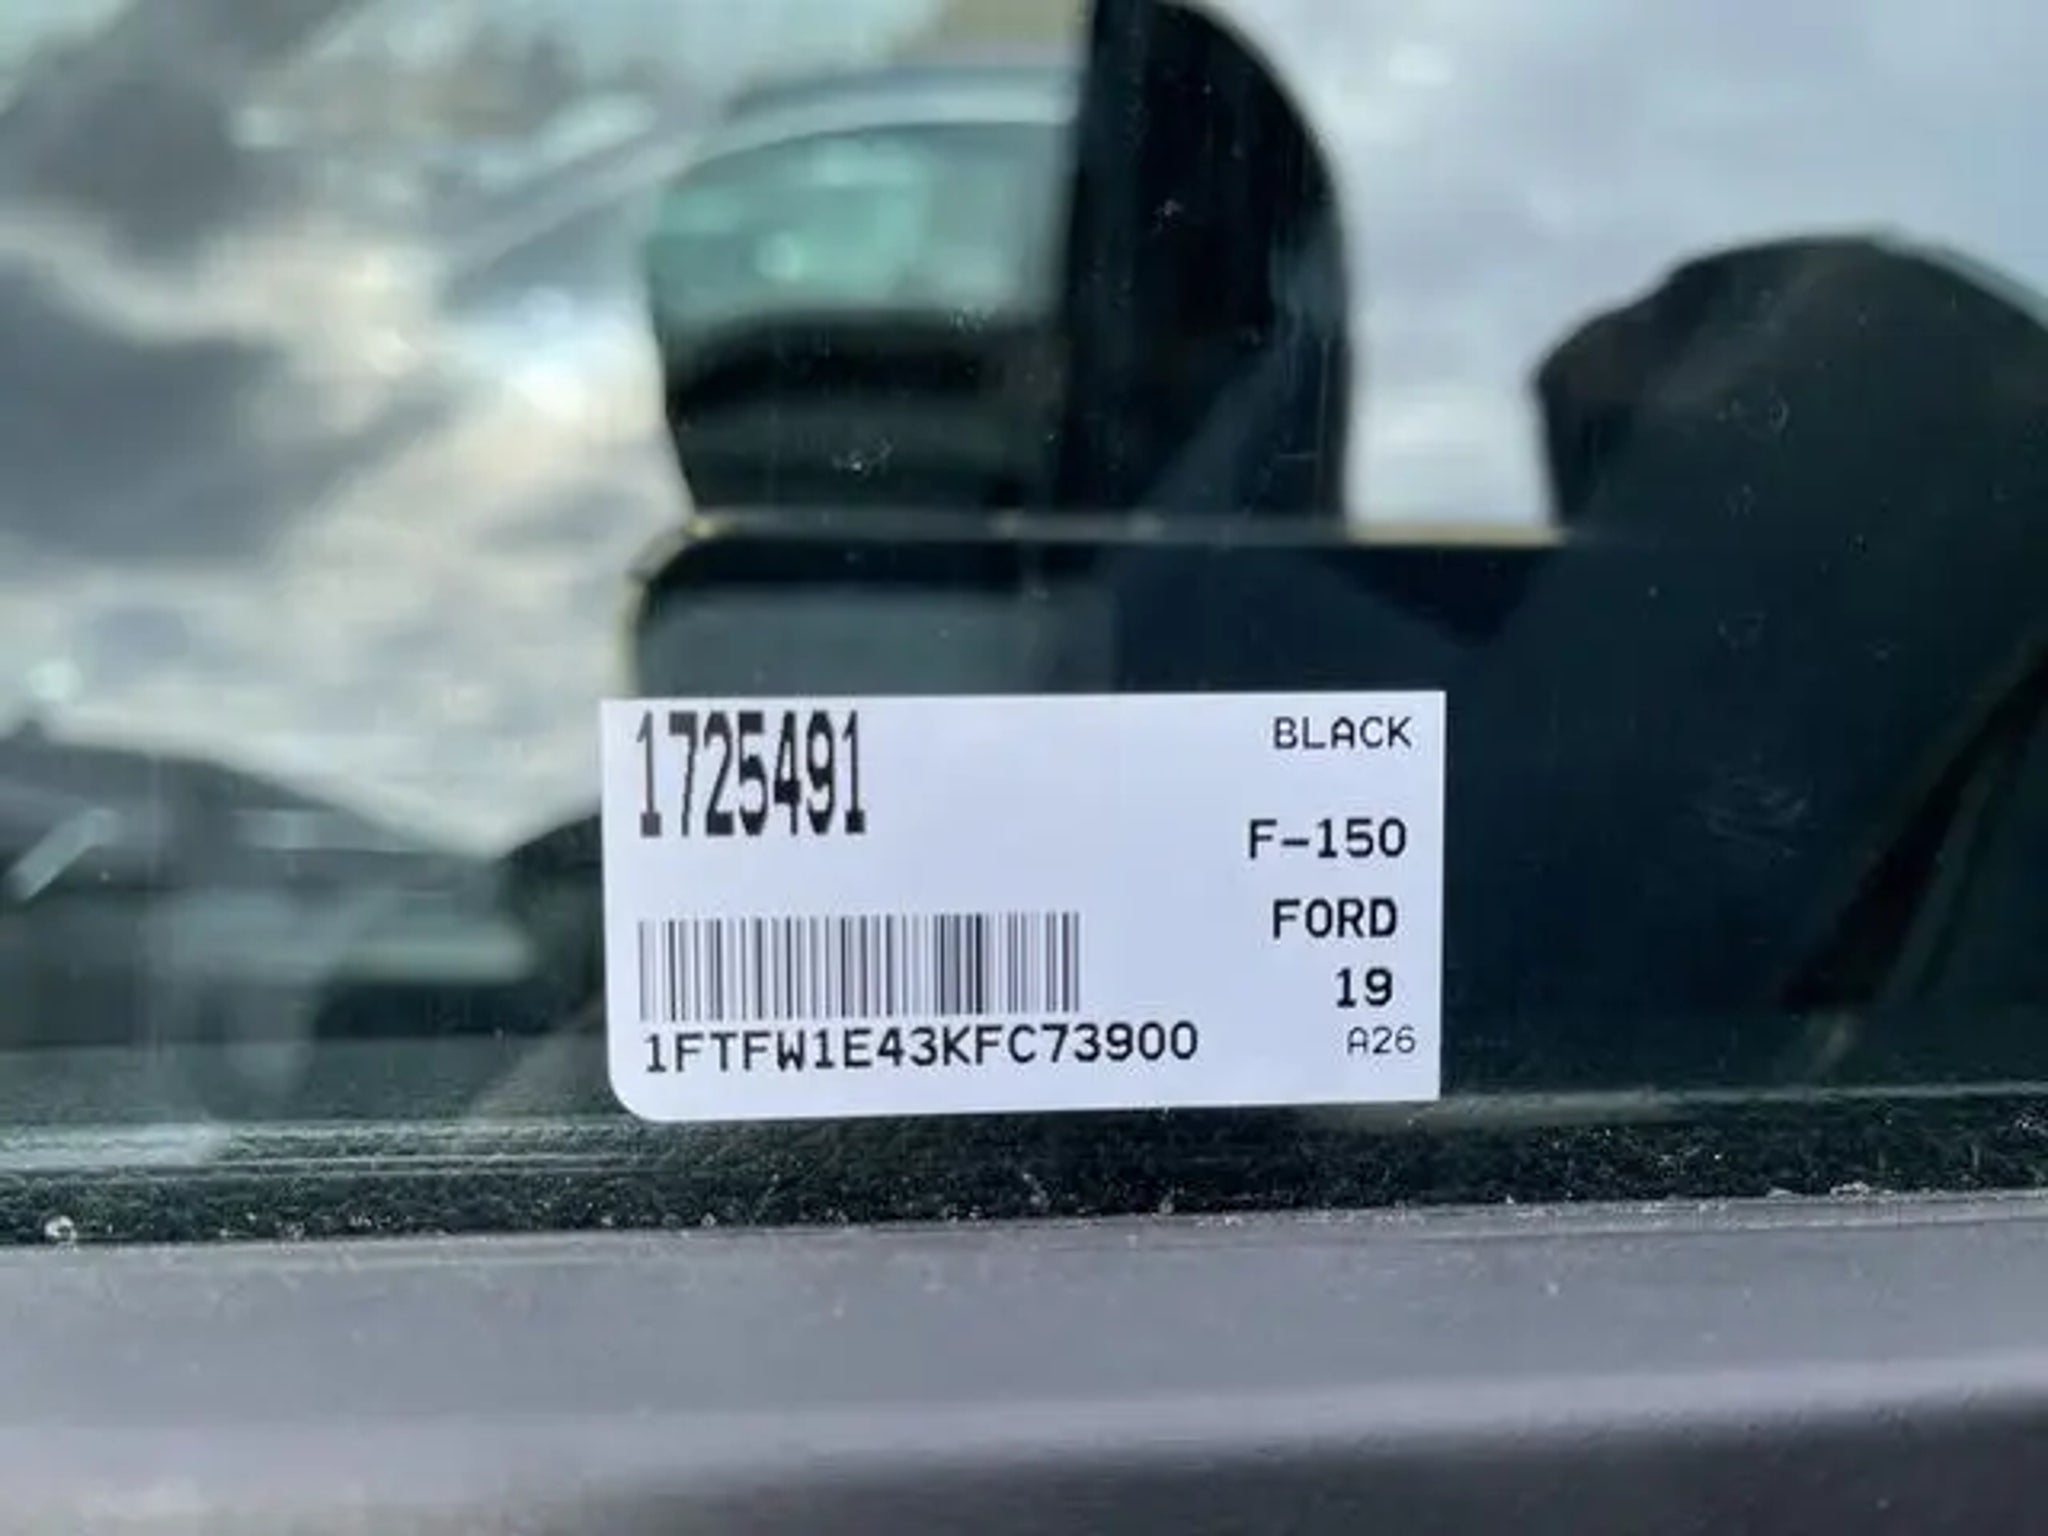 1725491
BLACK
F-150
FORD
19
1FTFW1E43KFC73900
A26